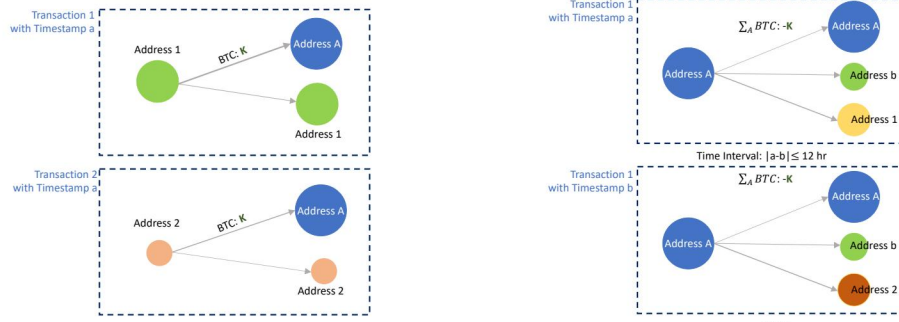 Transaction 1
with Timestamp a
Address 1
BTC: K
Address A
Address 1
Transaction 2
with Timestamp a
Address 2
BTC: K
Address A
Address 2
Transaction 1
with Timestamp a
∑A BTC: -K
Address A
Address A
Address b
Address 1
Time Interval: |a-b|≤ 12 hr
Transaction 1
with Timestamp b
∑A BTC: -K
Address A
Address A
Address b
Address 2